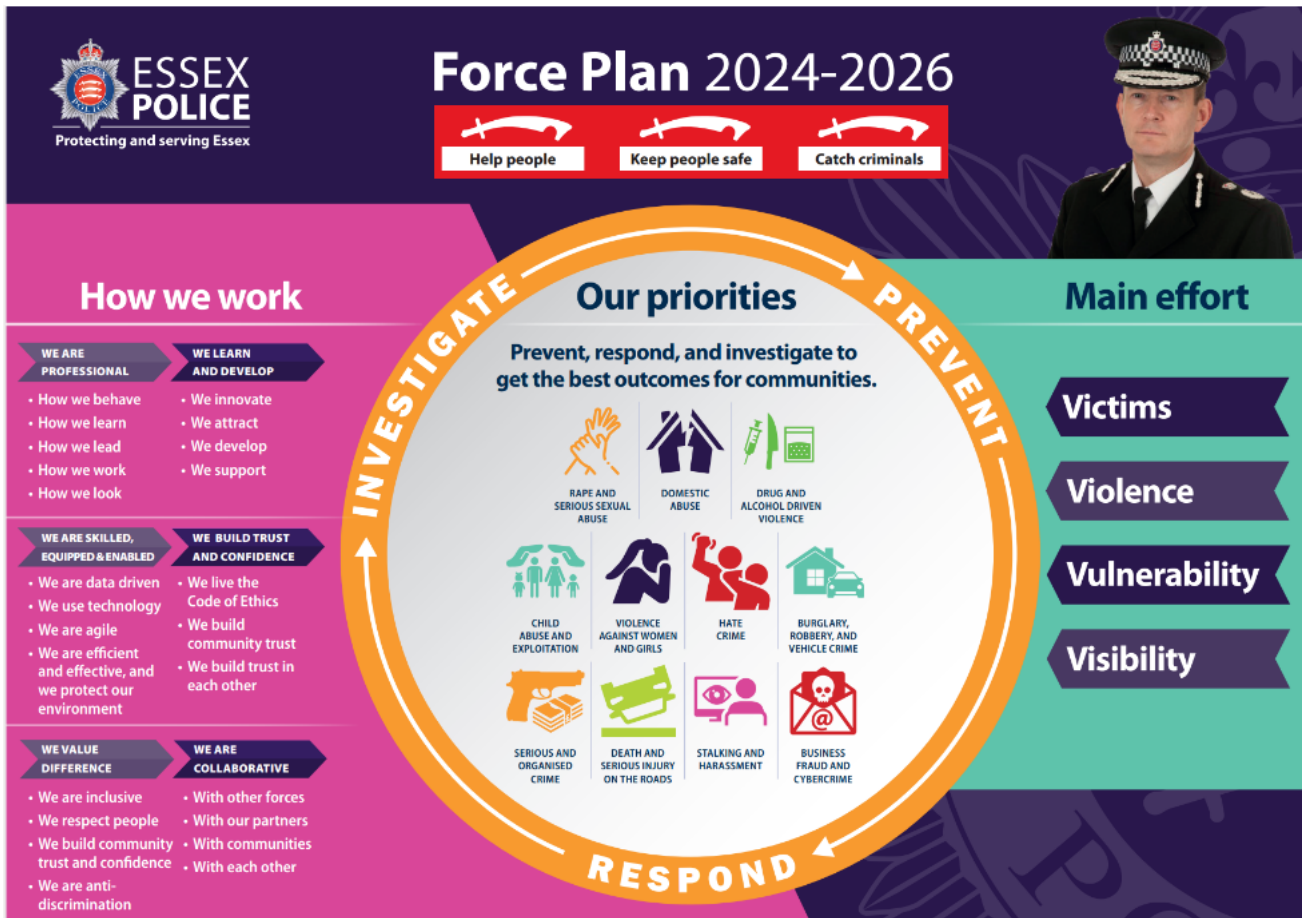 ESSEX
POLICE
Protecting and serving Essex
ESSEX
POLICE
Force Plan 2024-2026
Help people
Keep people safe
Catch criminals
How we work
WE ARE
PROFESSIONAL
• How we behave
• How we learn
• How we lead
• How we work
• How we look
WE LEARN
AND DEVELOP
• We innovate
• We attract
• We develop
• We support
WE ARE SKILLED,
EQUIPPED & ENABLED
• We are data driven
• We use technology
• We are agile
• We are efficient
and effective, and
we protect our
environment
WE BUILD TRUST
AND CONFIDENCE
• We live the
Code of Ethics
• We build
community trust
• We build trust in
each other
WE VALUE
DIFFERENCE
• We are inclusive
• We respect people
• We build community
trust and confidence
• We are anti-
discrimination
WE ARE
COLLABORATIVE
• With other forces
• With our partners
• With communities
• With each other
INVESTIGATE
PREVENT
RESPOND
Our priorities
Prevent, respond, and investigate to
get the best outcomes for communities.
RAPE AND
SERIOUS SEXUAL
ABUSE
DOMESTIC
ABUSE
DRUG AND
ALCOHOL DRIVEN
VIOLENCE
CHILD
ABUSE AND
EXPLOITATION
VIOLENCE
AGAINST WOMEN
AND GIRLS
HATE
CRIME
BURGLARY,
ROBBERY, AND
VEHICLE CRIME
SERIOUS AND
ORGANISED
CRIME
DEATH AND
SERIOUS INJURY
ON THE ROADS
STALKING AND
HARASSMENT
@
BUSINESS
FRAUD AND
CYBERCRIME
Main effort
Victims
Violence
Vulnerability
Visibility